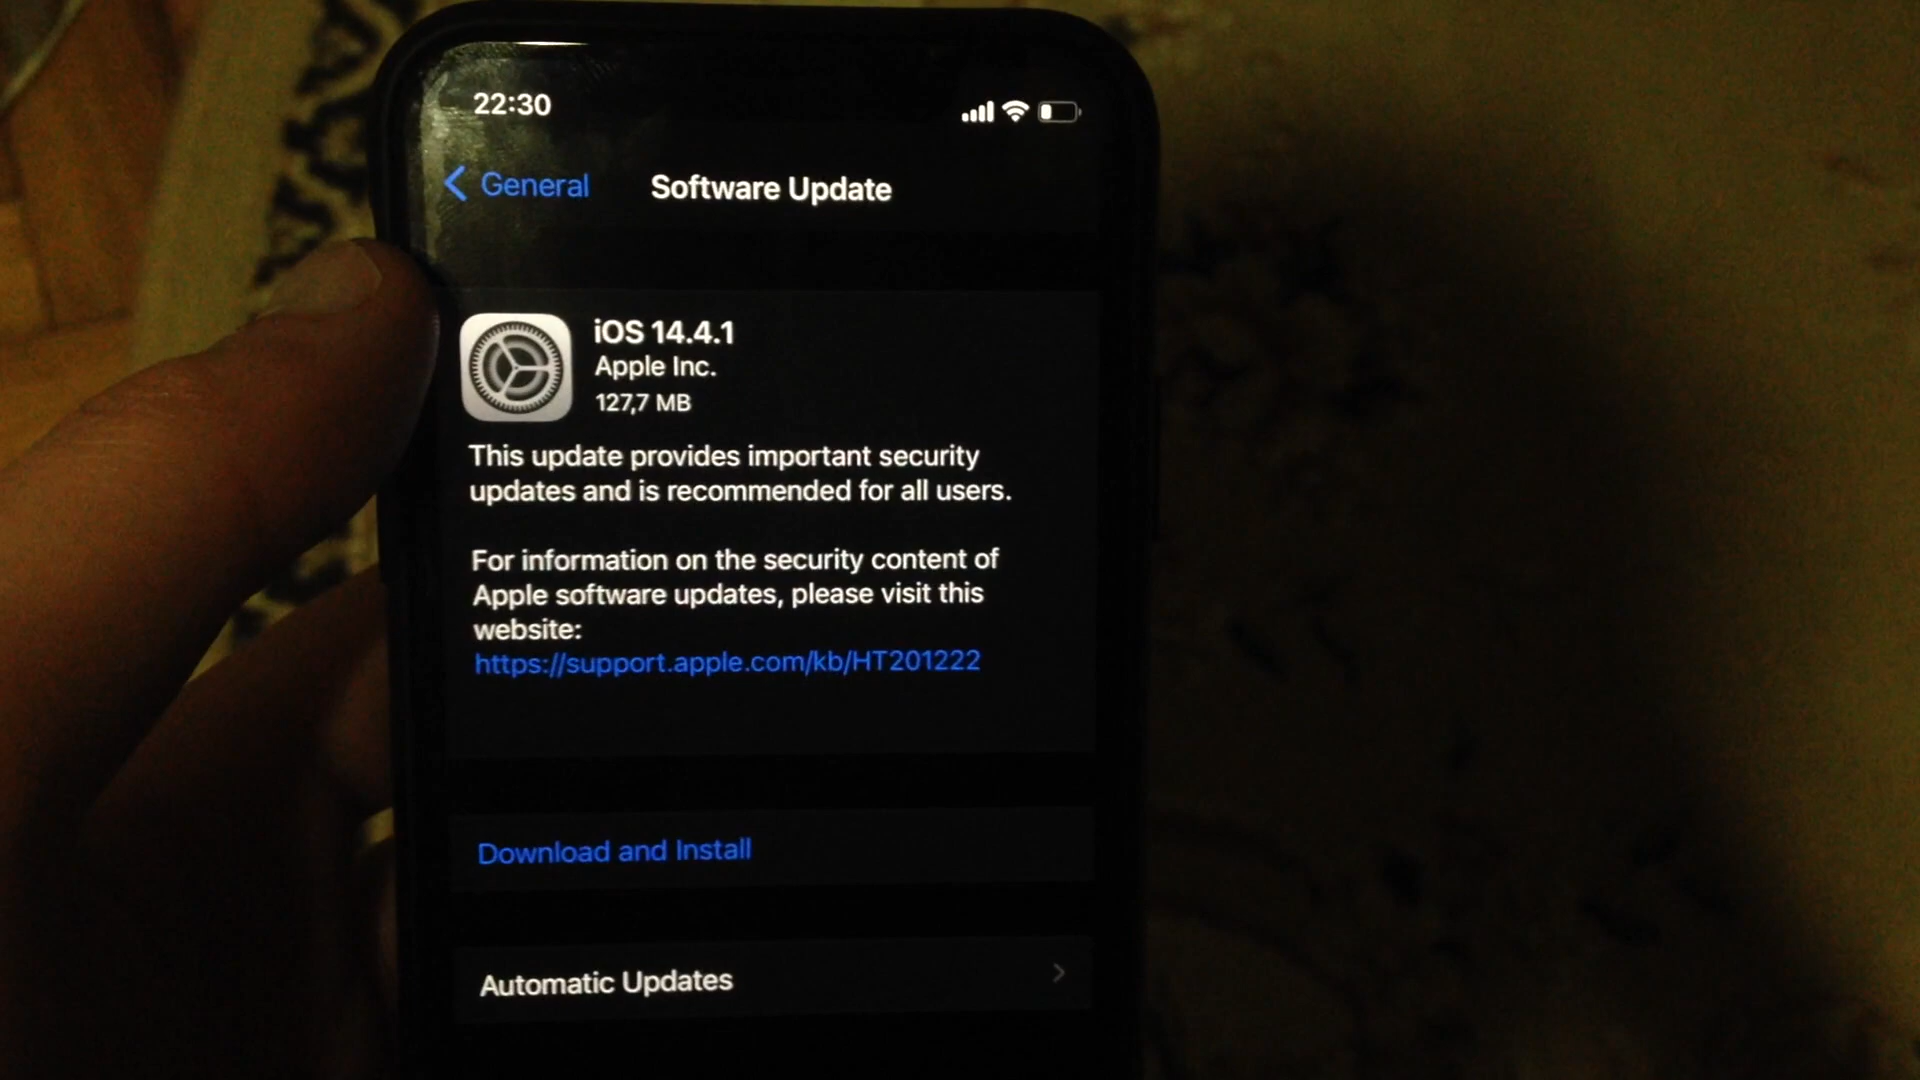 22:30
General
Software Update
iOS 14.4.1
Apple Inc.
127,7 MB
This update provides important security
updates and is recommended for all users.
For information on the security content of
Apple software updates, please visit this
website:
https://support.apple.com/kb/HT201222
Download and Install
Automatic Updates